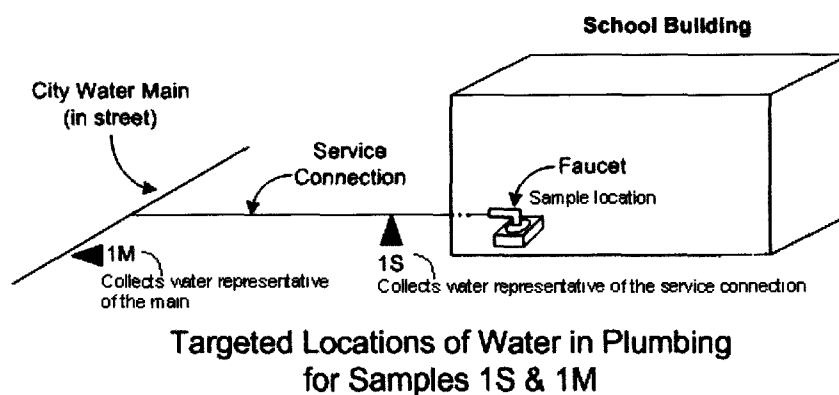 School Building
City Water Main
(in street)
Service
Connection
Faucet
Sample location
1M
Collects water representative
of the main
1S
Collects water representative of the service connection
Targeted Locations of Water in Plumbing
for Samples 1S & 1M